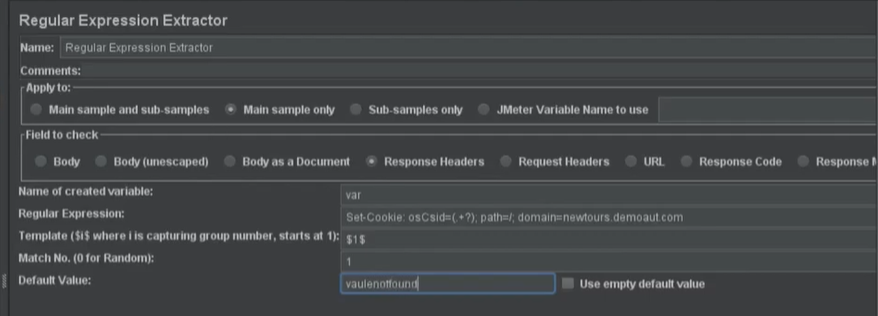 Regular Expression Extractor
Name: Regular Expression Extractor
Comments:
Apply to:
Main sample and sub-samples Main sample only Sub-samples only JMeter Variable Name to use
Field to check
Body Body (unescaped) Body as a Document Response Headers Request Headers URL Response Code Response M
Name of created variable: var
Regular Expression: Set-Cookie: osCsid=(.+?); path=/; domain=newtours.demoaut.com
Template ($i$ where i is capturing group number, starts at 1): $1$
Match No. (0 for Random): 1
Default Value: vaulenotfound Use empty default value